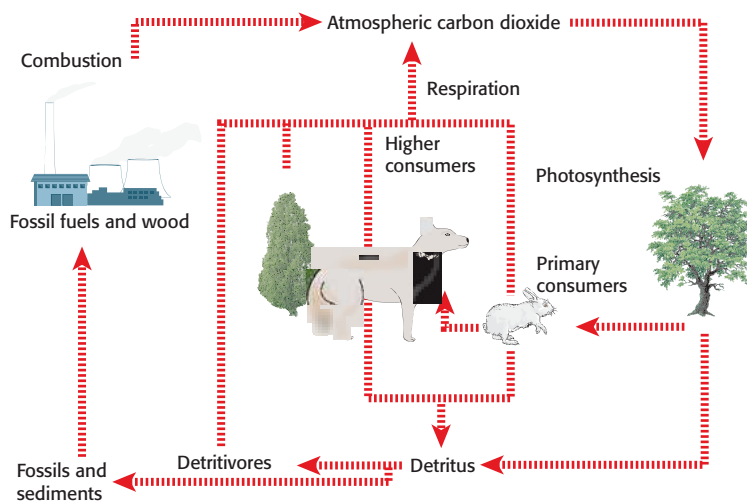 Atmospheric carbon dioxide
Combustion
Respiration
Higher
consumers
Photosynthesis
Fossil fuels and wood
Primary
consumers
Fossils and
sediments
Detritivores
Detritus